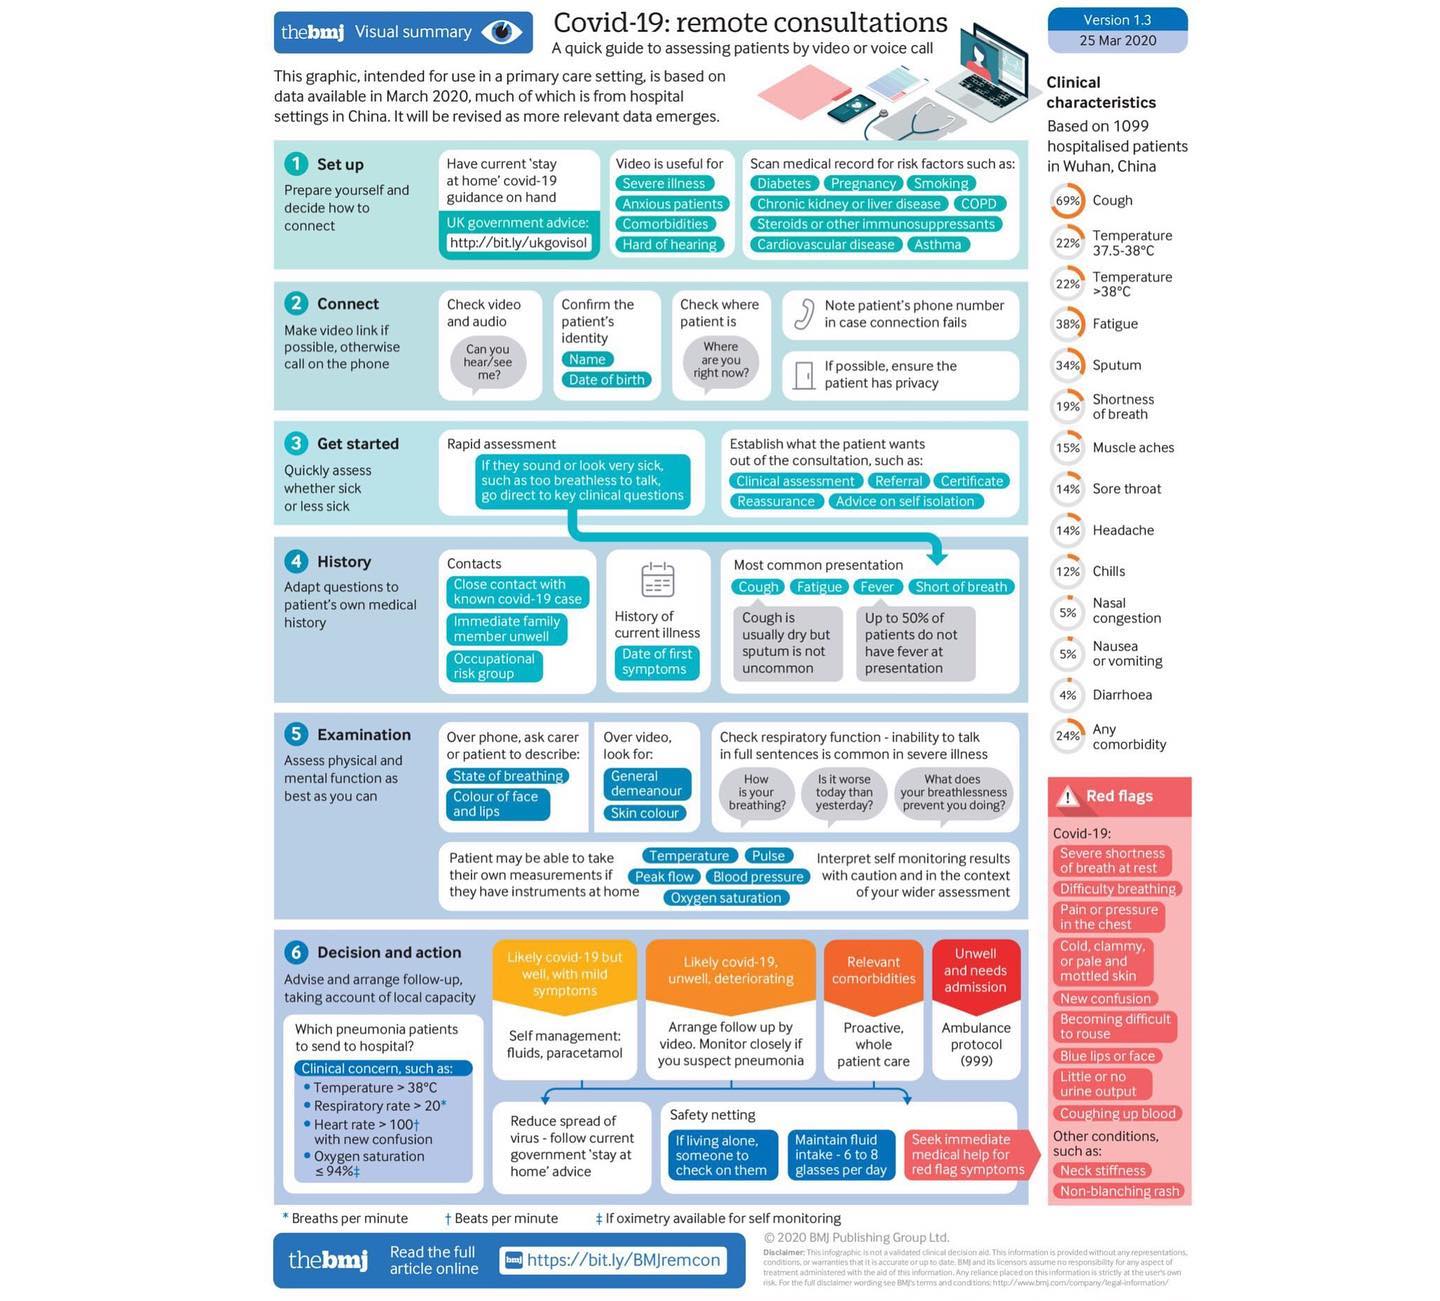 thebmj Visual summary
Covid-19: remote consultations
A quick guide to assessing patients by video or voice call
Version 1.3
25 Mar 2020
This graphic, intended for use in a primary care setting, is based on
data available in March 2020, much of which is from hospital
settings in China. It will be revised as more relevant data emerges.
1 Set up
Prepare yourself and
decide how to
connect
Have current 'stay
at home' covid-19
guidance on hand
UK government advice:
http://bit.ly/ukgovisol
Video is useful for
Severe illness
Anxious patients
Comorbidities
Hard of hearing
Scan medical record for risk factors such as:
Diabetes Pregnancy Smoking
Chronic kidney or liver disease COPD
Steroids or other immunosuppressants
Cardiovascular disease Asthma
2 Connect
Make video link if
possible, otherwise
call on the phone
Check video
and audio
Can you
hear/see
me?
Confirm the
patient's
identity
Name
Date of birth
Check where
patient is
Where
are you
right now?
Note patient's phone number
in case connection fails
If possible, ensure the
patient has privacy
3 Get started
Quickly assess
whether sick
or less sick
Rapid assessment
If they sound or look very sick,
such as too breathless to talk,
go direct to key clinical questions
Establish what the patient wants
out of the consultation, such as:
Clinical assessment Referral Certificate
Reassurance Advice on self isolation
4 History
Adapt questions to
patient's own medical
history
Contacts
Close contact with
known covid-19 case
Immediate family
member unwell
Occupational
risk group
History of
current illness
Date of first
symptoms
Most common presentation
Cough Fatigue Fever Short of breath
Cough is
usually dry but
sputum is not
uncommon
Up to 50% of
patients do not
have fever at
presentation
5 Examination
Assess physical and
mental function as
best as you can
Over phone, ask carer
or patient to describe:
State of breathing
Colour of face
and lips
Over video,
look for:
General
demeanour
Skin colour
Check respiratory function - inability to talk
in full sentences is common in severe illness
How
is your
breathing?
Is it worse
today than
yesterday?
What does
your breathlessness
prevent you doing?
Patient may be able to take
their own measurements if
they have instruments at home
Temperature Pulse
Peak flow Blood pressure
Oxygen saturation
Interpret self monitoring results
with caution and in the context
of your wider assessment
6 Decision and action
Advise and arrange follow-up,
taking account of local capacity
Which pneumonia patients
to send to hospital?
Clinical concern, such as:
• Temperature > 38°C
• Respiratory rate > 20*
• Heart rate > 100†
with new confusion
• Oxygen saturation
≤ 94%‡
Likely covid-19 but
well, with mild
symptoms
Self management:
fluids, paracetamol
Likely covid-19,
unwell, deteriorating
Arrange follow up by
video. Monitor closely if
you suspect pneumonia
Relevant
comorbidities
Proactive,
whole
patient care
Unwell
and needs
admission
Ambulance
protocol
(999)
Reduce spread of
virus - follow current
government 'stay at
home' advice
Safety netting
If living alone,
someone to
check on them
Maintain fluid
intake - 6 to 8
glasses per day
Seek immediate
medical help for
red flag symptoms
* Breaths per minute † Beats per minute ‡ If oximetry available for self monitoring
Clinical
characteristics
Based on 1099
hospitalised patients
in Wuhan, China
69% Cough
22% Temperature
37.5-38°C
22% Temperature
>38°C
38% Fatigue
34% Sputum
19% Shortness
of breath
15% Muscle aches
14% Sore throat
14% Headache
12% Chills
5% Nasal
congestion
5% Nausea
or vomiting
4% Diarrhoea
24% Any
comorbidity
Red flags
Covid-19:
Severe shortness
of breath at rest
Difficulty breathing
Pain or pressure
in the chest
Cold, clammy,
or pale and
mottled skin
New confusion
Becoming difficult
to rouse
Blue lips or face
Little or no
urine output
Coughing up blood
Other conditions,
such as:
Neck stiffness
Non-blanching rash
thebmj
Read the full
article online
bmj https://bit.ly/BMJremcon
© 2020 BMJ Publishing Group Ltd.
Disclaimer: This infographic is not a validated clinical decision aid. This information is provided without any representations,
conditions, or warranties that it is accurate or up to date. BMJ and its licensors assume no responsibility for any aspect of
treatment administered with the aid of this information. Any reliance placed on this information is strictly at the user's own
risk. For the full disclaimer wording see BMJ's terms and conditions: http://www.bmj.com/company/legal-information/